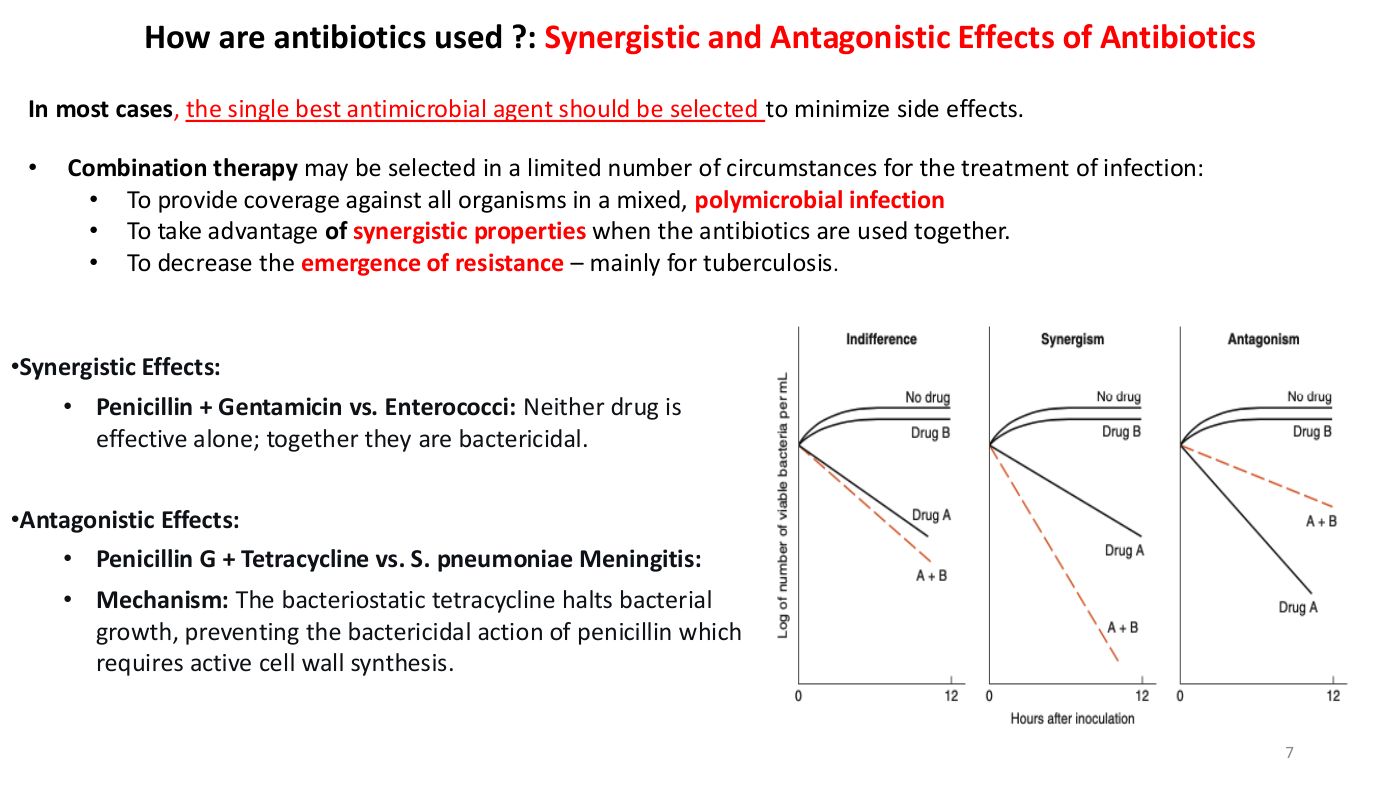 How are antibiotics used ?: Synergistic and Antagonistic Effects of Antibiotics
In most cases, the single best antimicrobial agent should be selected to minimize side effects.
• Combination therapy may be selected in a limited number of circumstances for the treatment of infection:
• To provide coverage against all organisms in a mixed, polymicrobial infection
• To take advantage of synergistic properties when the antibiotics are used together.
• To decrease the emergence of resistance – mainly for tuberculosis.
•Synergistic Effects:
• Penicillin + Gentamicin vs. Enterococci: Neither drug is
effective alone; together they are bactericidal.
•Antagonistic Effects:
• Penicillin G + Tetracycline vs. S. pneumoniae Meningitis:
• Mechanism: The bacteriostatic tetracycline halts bacterial
growth, preventing the bactericidal action of penicillin which
requires active cell wall synthesis.
Log of number of viable bacteria per mL
Indifference
No drug
Drug B
Drug A
A + B
0
12
Synergism
No drug
Drug B
Drug A
A + B
0
12
Antagonism
No drug
Drug B
A + B
Drug A
0
12
Hours after inoculation
7